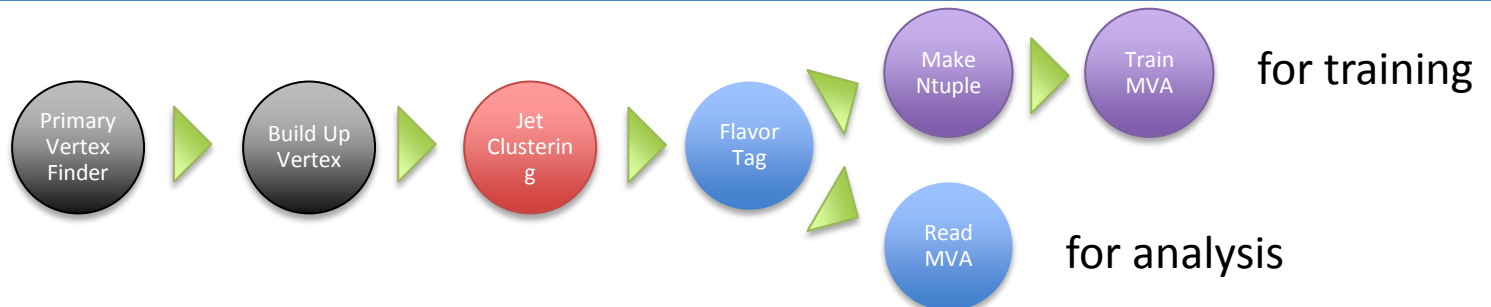 Primary
Vertex
Finder
Build Up
Vertex
Jet
Clusterin
g
Flavor
Tag
Make
Ntuple
Train
MVA
for training
Read
MVA
for analysis